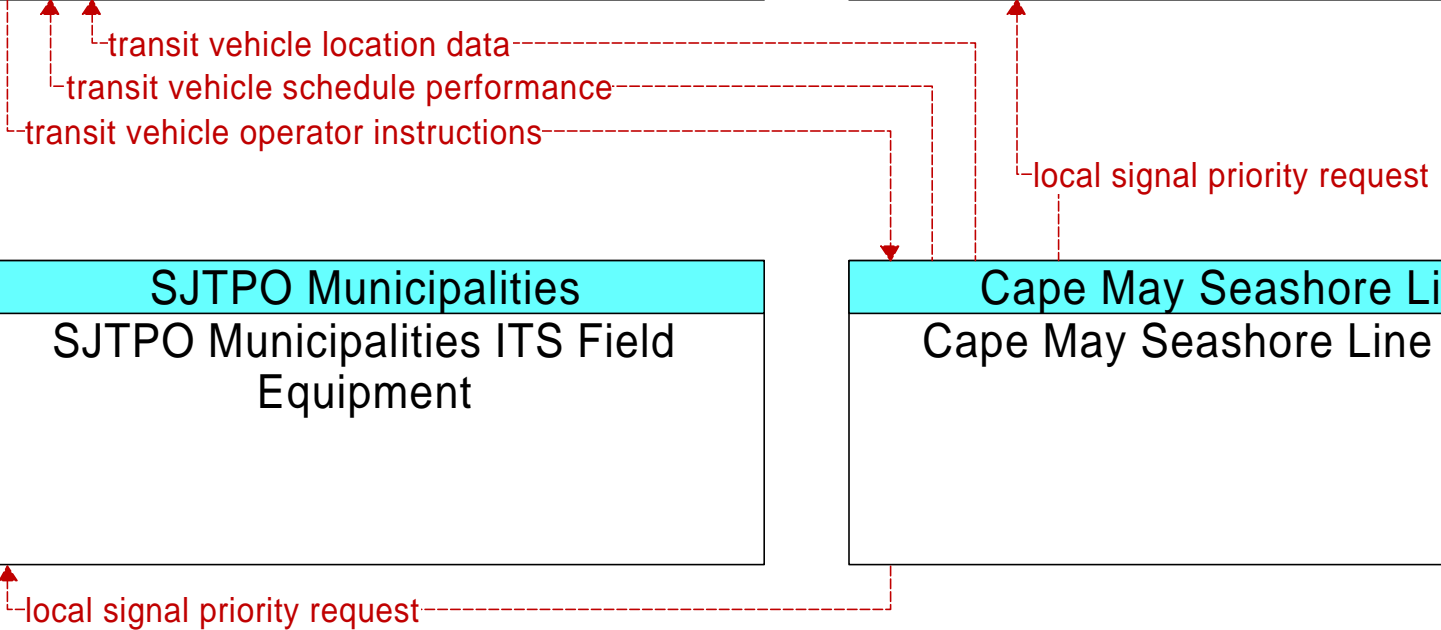 transit vehicle location data
transit vehicle schedule performance
transit vehicle operator instructions
local signal priority request
SJTPO Municipalities
SJTPO Municipalities ITS Field
Equipment
Cape May Seashore Li
Cape May Seashore Line
local signal priority request